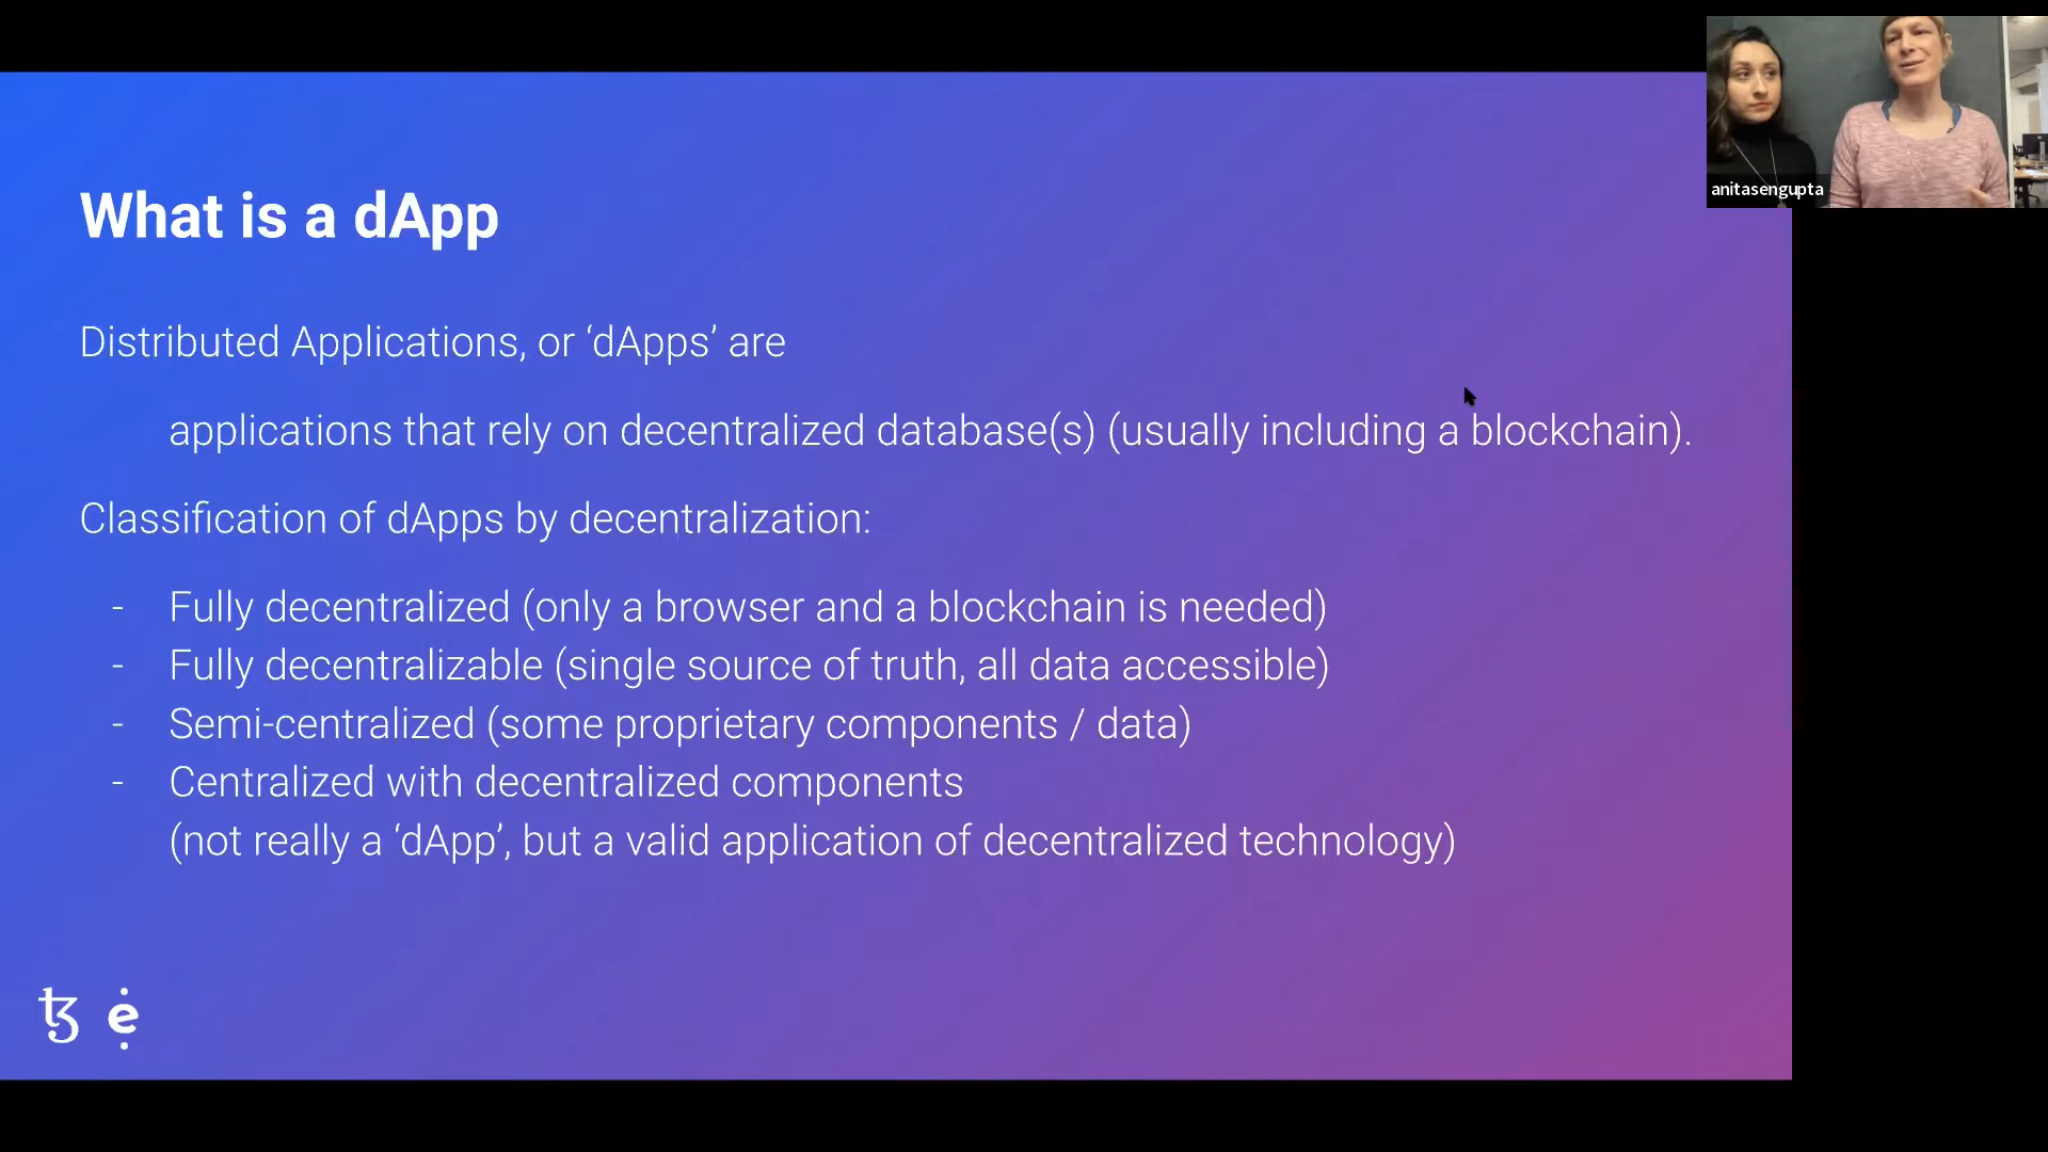 anitasengupta
What is a dApp
Distributed Applications, or ‘dApps’ are
applications that rely on decentralized database(s) (usually including a blockchain).
Classification of dApps by decentralization:
- Fully decentralized (only a browser and a blockchain is needed)
- Fully decentralizable (single source of truth, all data accessible)
- Semi-centralized (some proprietary components / data)
- Centralized with decentralized components
(not really a ‘dApp’, but a valid application of decentralized technology)